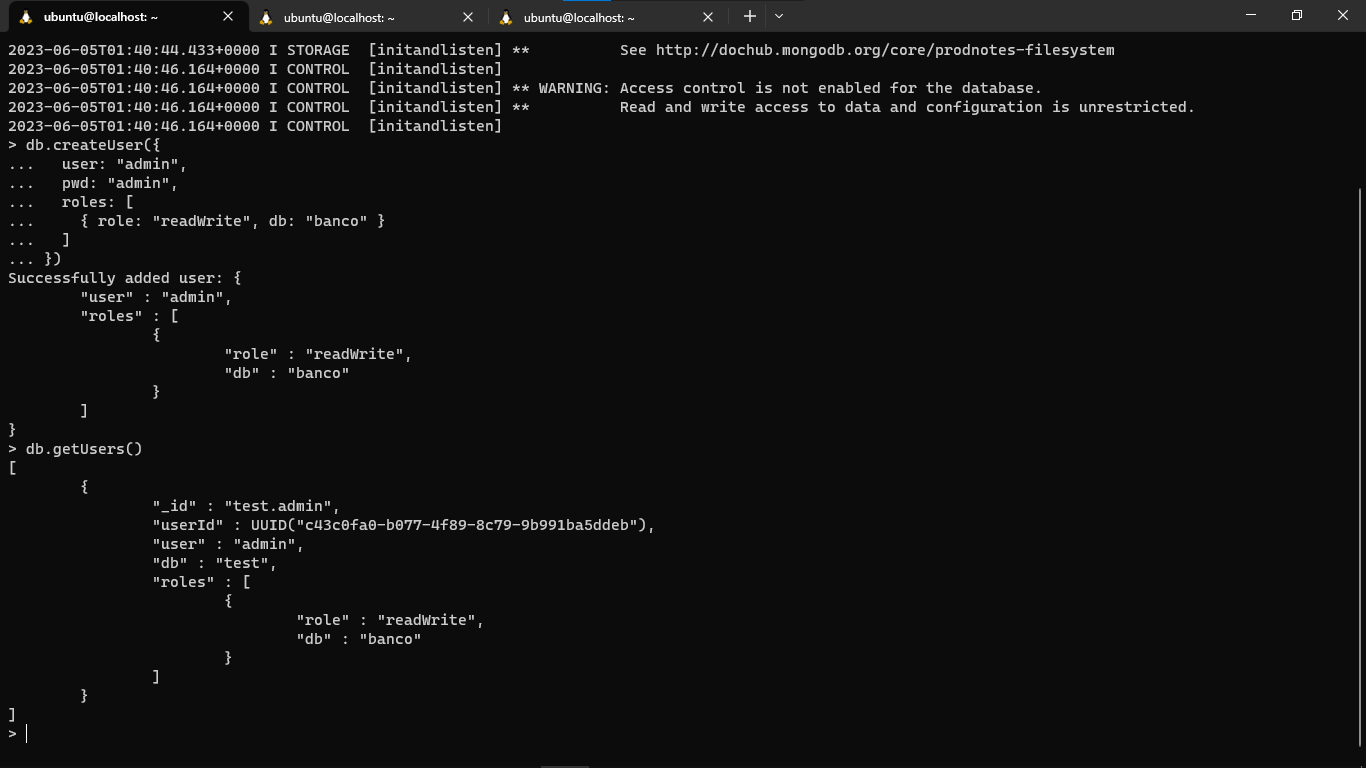 ubuntu@localhost: ~
ubuntu@localhost: ~
ubuntu@localhost: ~
2023-06-05T01:40:44.433+0000 I STORAGE  [initandlisten] **          See http://dochub.mongodb.org/core/prodnotes-filesystem
2023-06-05T01:40:46.164+0000 I CONTROL  [initandlisten]
2023-06-05T01:40:46.164+0000 I CONTROL  [initandlisten] ** WARNING: Access control is not enabled for the database.
2023-06-05T01:40:46.164+0000 I CONTROL  [initandlisten] **          Read and write access to data and configuration is unrestricted.
2023-06-05T01:40:46.164+0000 I CONTROL  [initandlisten]
> db.createUser({
...   user: "admin",
...   pwd: "admin",
...   roles: [
...     { role: "readWrite", db: "banco" }
...   ]
... })
Successfully added user: {
        "user" : "admin",
        "roles" : [
                {
                        "role" : "readWrite",
                        "db" : "banco"
                }
        ]
}
> db.getUsers()
[
        {
                "_id" : "test.admin",
                "userId" : UUID("c43c0fa0-b077-4f89-8c79-9b991ba5ddeb"),
                "user" : "admin",
                "db" : "test",
                "roles" : [
                        {
                                "role" : "readWrite",
                                "db" : "banco"
                        }
                ]
        }
]
>